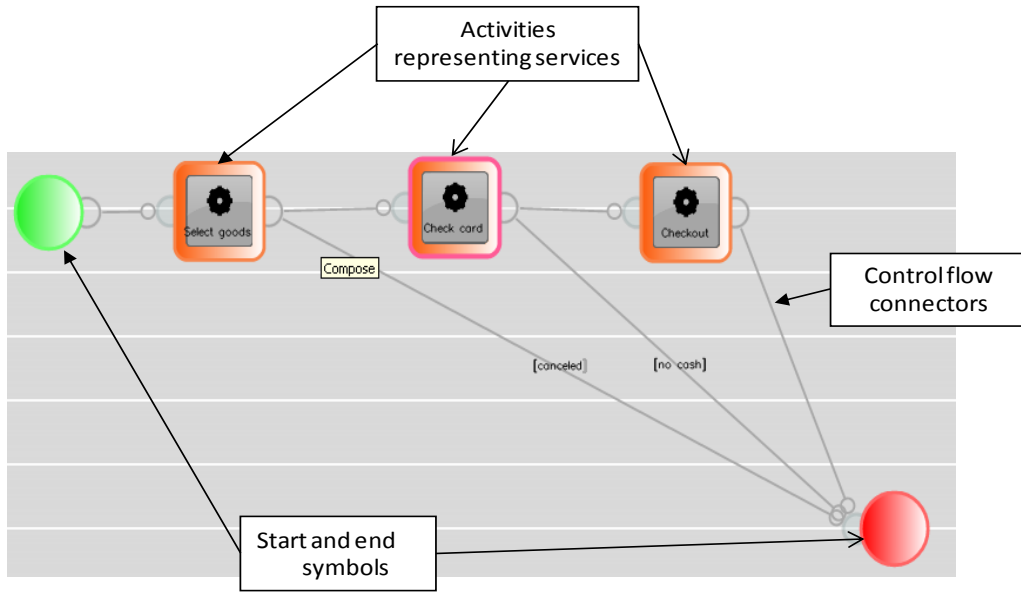 Activities
representing services
Select goods
Check card
Checkout
Compose
Control flow
connectors
[canceled]
[no cash]
Start and end
symbols